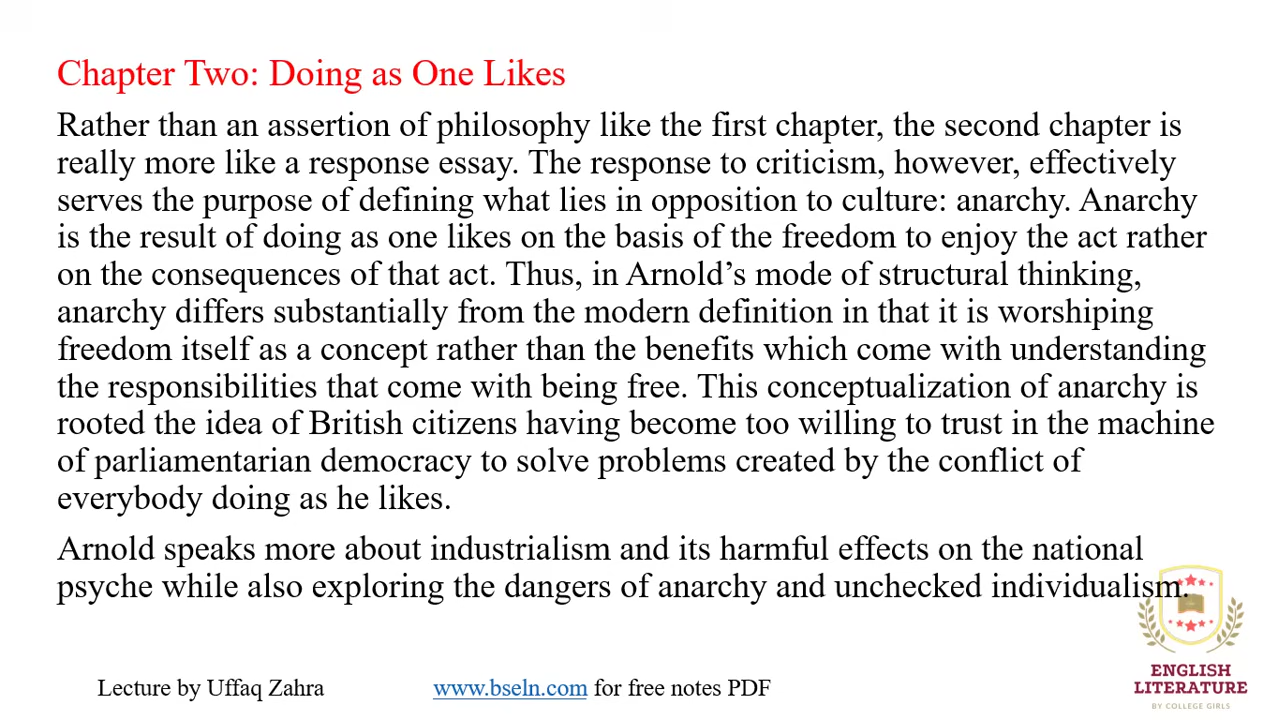 Chapter Two: Doing as One Likes
Rather than an assertion of philosophy like the first chapter, the second chapter is
really more like a response essay. The response to criticism, however, effectively
serves the purpose of defining what lies in opposition to culture: anarchy. Anarchy
is the result of doing as one likes on the basis of the freedom to enjoy the act rather
on the consequences of that act. Thus, in Arnold’s mode of structural thinking,
anarchy differs substantially from the modern definition in that it is worshiping
freedom itself as a concept rather than the benefits which come with understanding
the responsibilities that come with being free. This conceptualization of anarchy is
rooted the idea of British citizens having become too willing to trust in the machine
of parliamentarian democracy to solve problems created by the conflict of
everybody doing as he likes.
Arnold speaks more about industrialism and its harmful effects on the national
psyche while also exploring the dangers of anarchy and unchecked individualism.
Lecture by Uffaq Zahra
www.bseln.com for free notes PDF
ENGLISH
LITERATURE
BY COLLEGE GIRLS